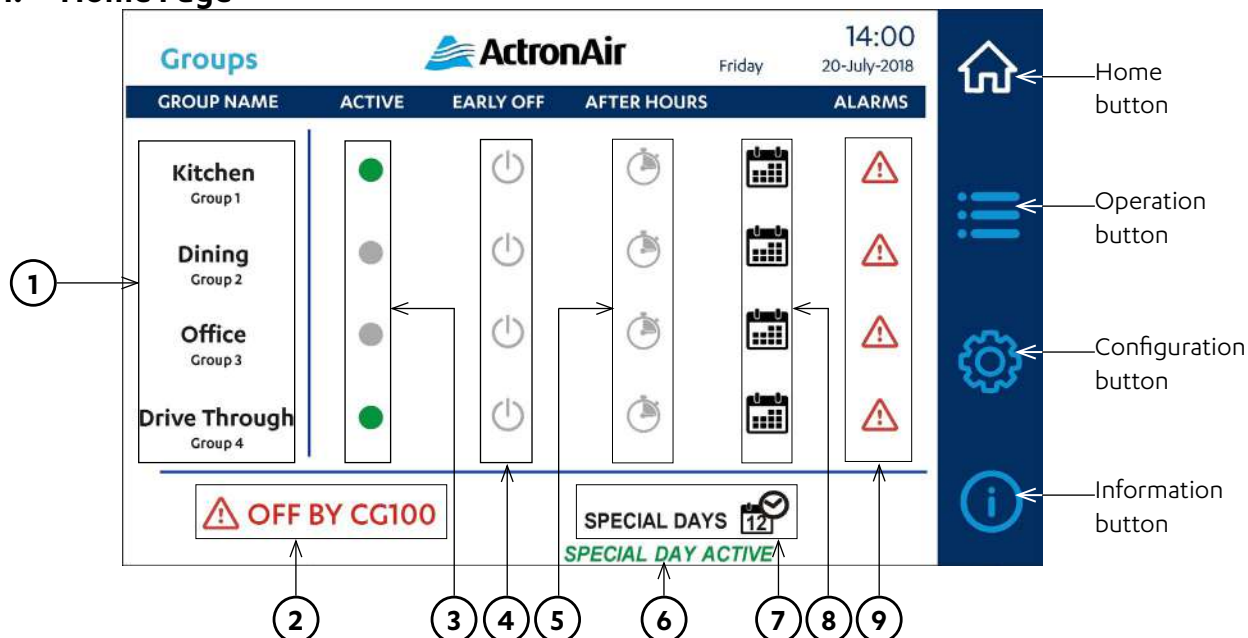 Home Page
Groups
ActronAir
Friday
14:00
20-July-2018
GROUP NAME ACTIVE EARLY OFF AFTER HOURS ALARMS
Kitchen
Group 1
Dining
Group 2
Office
Group 3
Drive Through
Group 4
OFF BY CG100
SPECIAL DAYS 12
SPECIAL DAY ACTIVE
Home
button
Operation
button
Configuration
button
Information
button
1
2 3 4 5 6 7 8 9